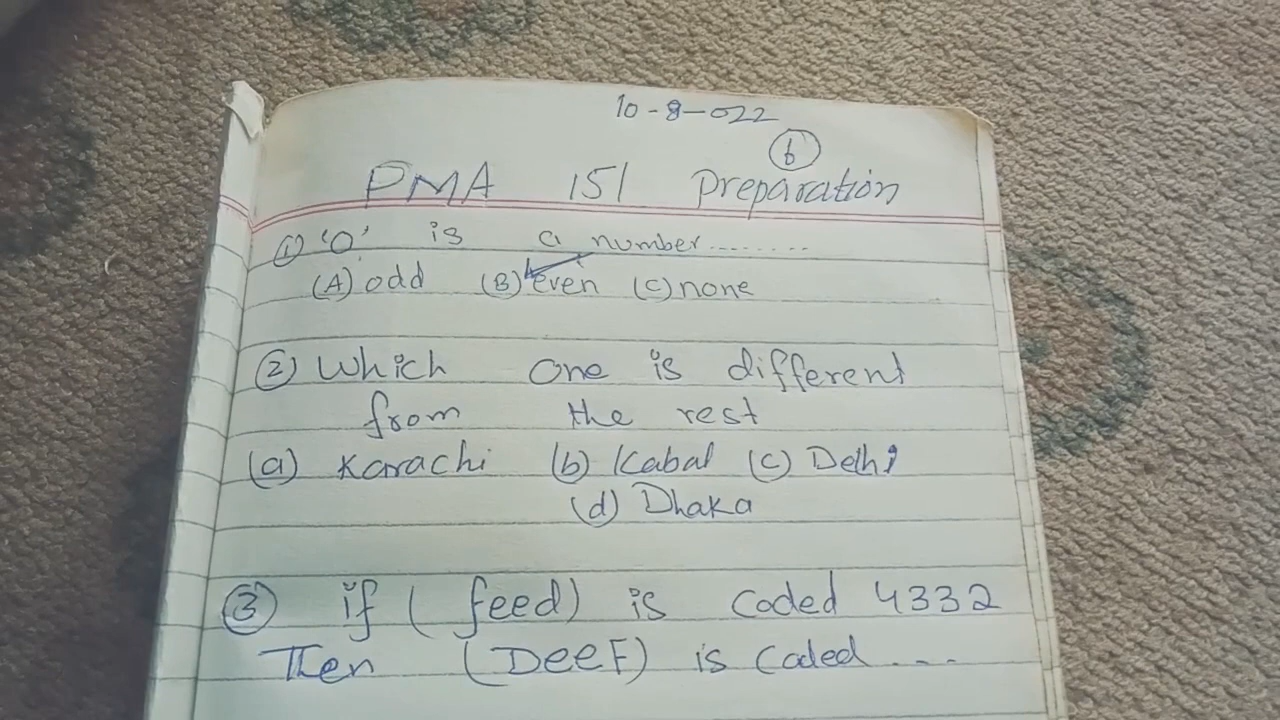 10-8-022
(b)
PMA 151 Preparation
(1) 'O' is a number........
(A) odd (B) even (C) none
(2) Which one is different
from the rest
(a) Karachi (b) Kabal (c) Delhi
(d) Dhaka
(3) if ( feed) is coded 4332
Then (DeeF) is Coded....